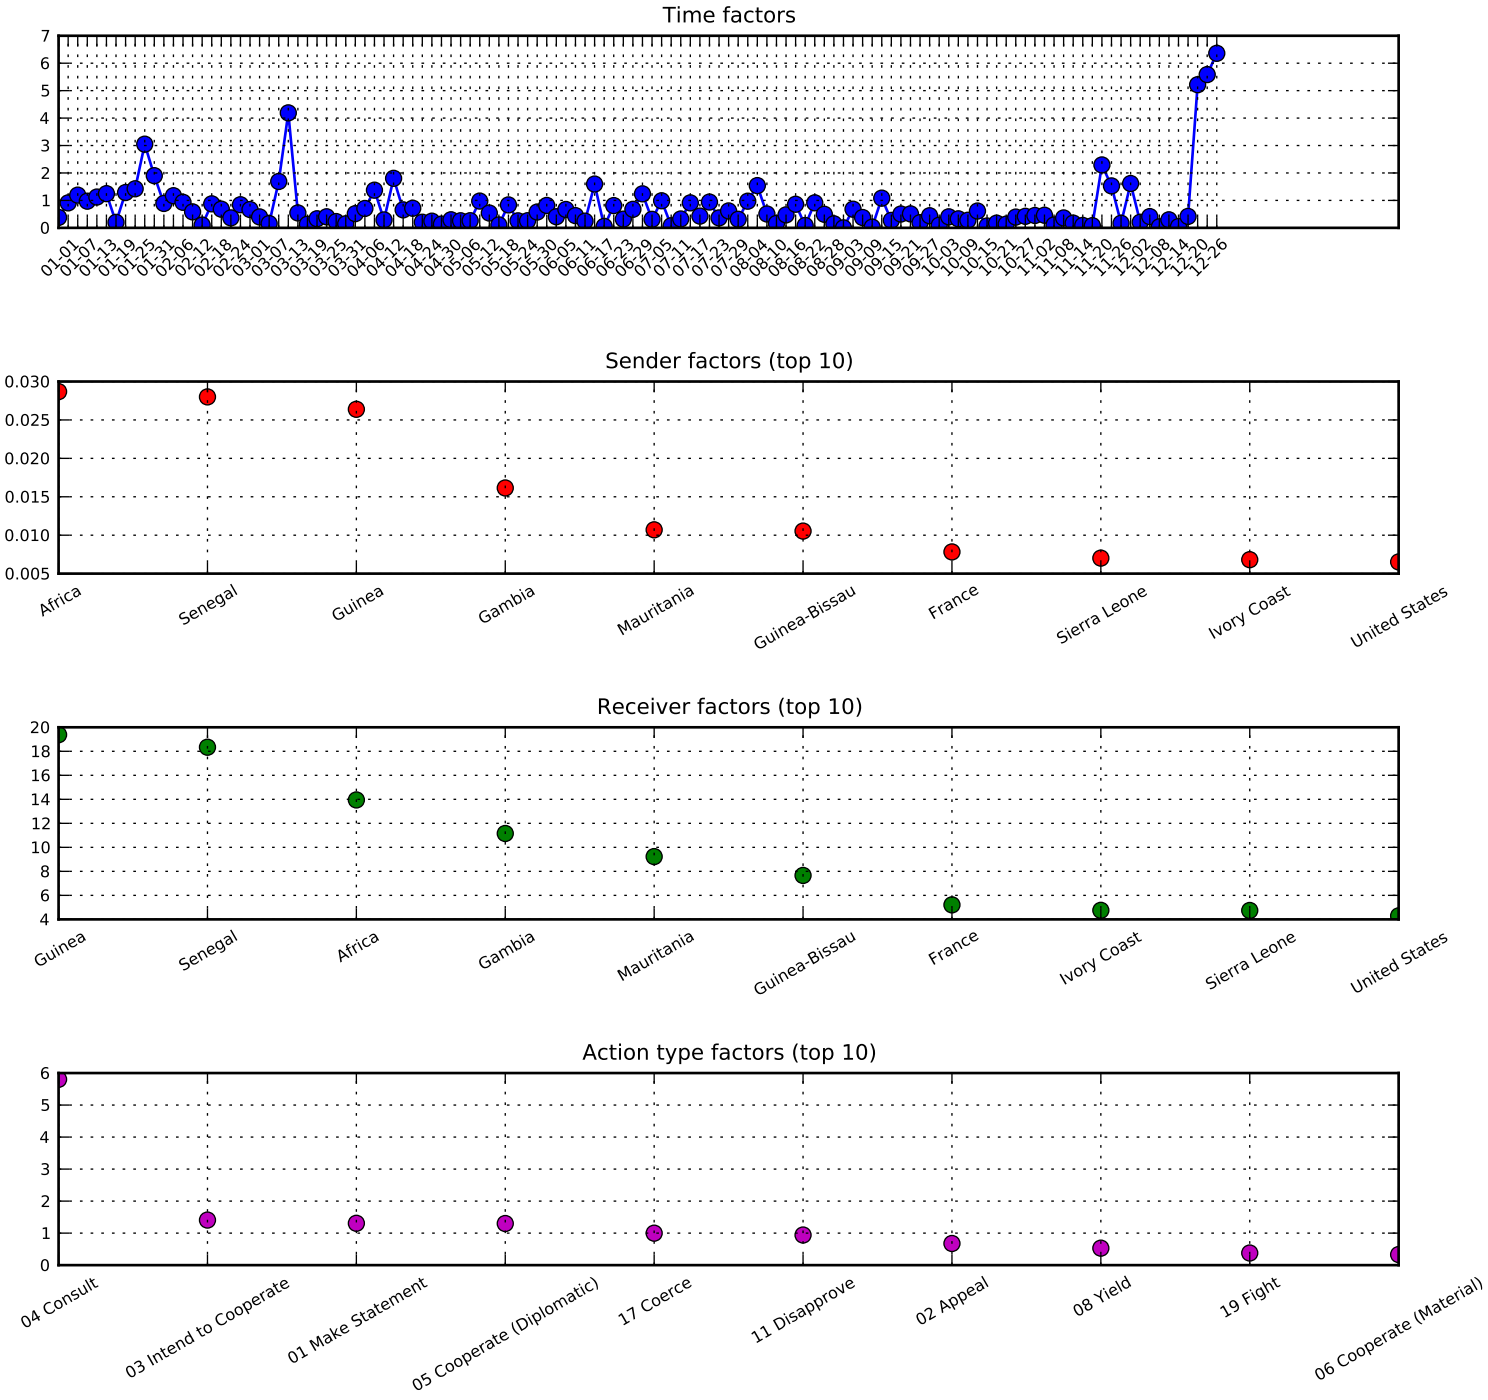 Time factors
7
6
5
4
3
2
1
0
01-01
01-07
01-13
01-19
01-25
01-31
02-06
02-12
02-18
02-24
03-01
03-07
03-13
03-19
03-25
03-31
04-06
04-12
04-18
04-24
04-30
05-06
05-12
05-18
05-24
05-30
06-05
06-11
06-17
06-23
06-29
07-05
07-11
07-17
07-23
07-29
08-04
08-10
08-16
08-22
08-28
09-03
09-09
09-15
09-21
09-27
10-03
10-09
10-15
10-21
10-27
11-02
11-08
11-14
11-20
11-26
12-02
12-08
12-14
12-20
12-26
Sender factors (top 10)
0.030
0.025
0.020
0.015
0.010
0.005
Africa
Senegal
Guinea
Gambia
Mauritania
Guinea-Bissau
France
Sierra Leone
Ivory Coast
United States
Receiver factors (top 10)
20
18
16
14
12
10
8
6
4
Guinea
Senegal
Africa
Gambia
Mauritania
Guinea-Bissau
France
Ivory Coast
Sierra Leone
United States
Action type factors (top 10)
6
5
4
3
2
1
0
04 Consult
03 Intend to Cooperate
01 Make Statement
05 Cooperate (Diplomatic)
17 Coerce
11 Disapprove
02 Appeal
08 Yield
19 Fight
06 Cooperate (Material)